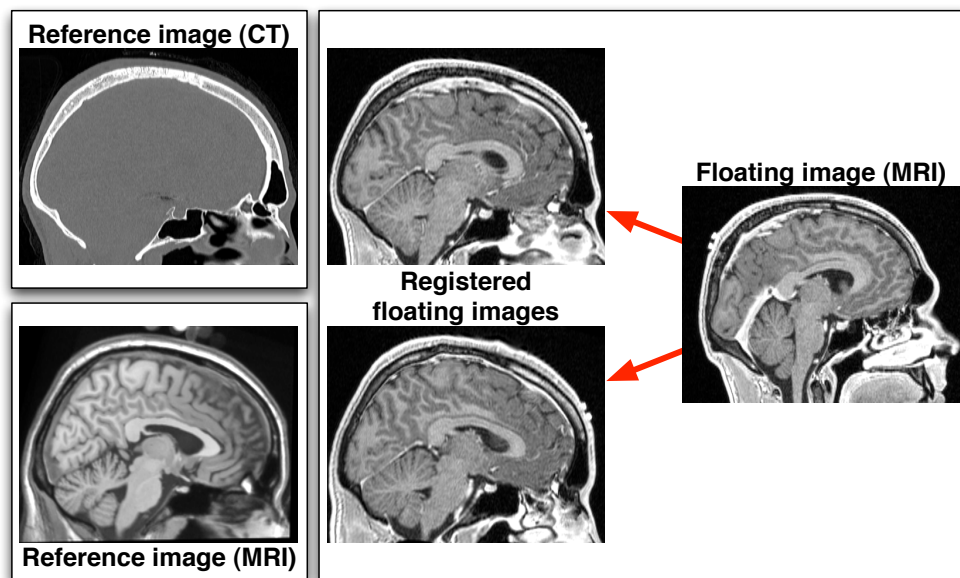 Reference image (CT)
Floating image (MRI)
Registered
floating images
Reference image (MRI)